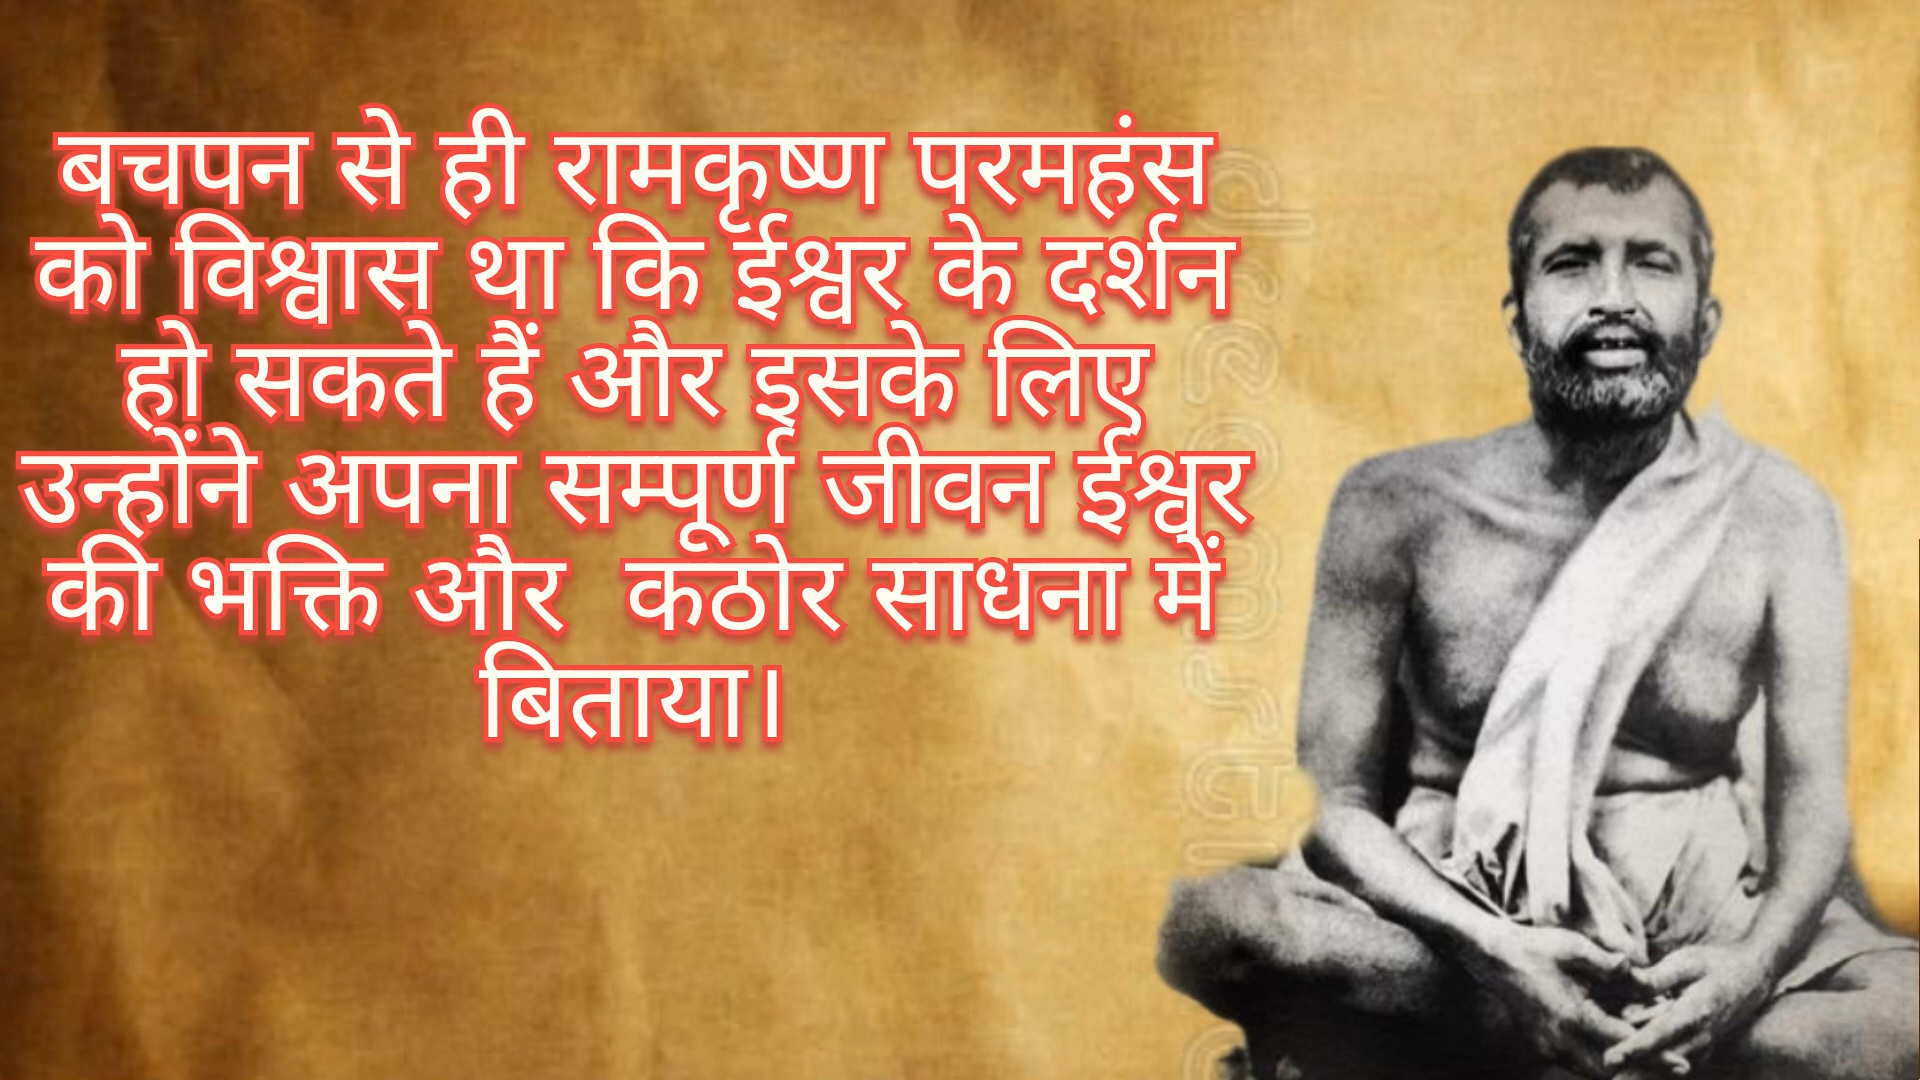 बचपन से ही रामकृष्ण परमहंस
को विश्वास था कि ईश्वर के दर्शन
हो सकते हैं और इसके लिए
उन्होंने अपना सम्पूर्ण जीवन ईश्वर
की भक्ति और  कठोर साधना में
बिताया।